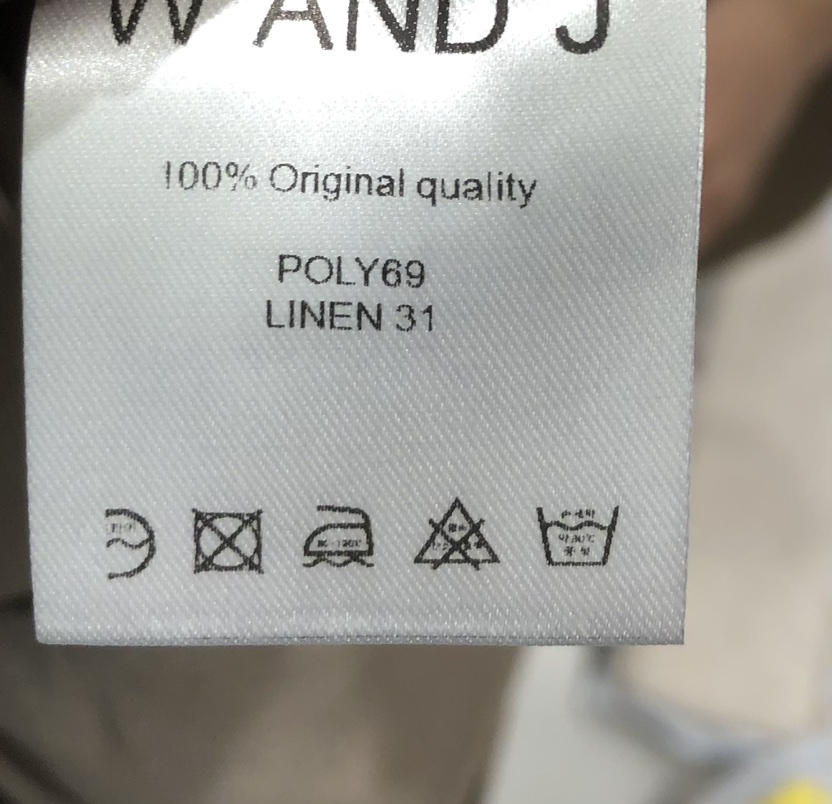 W AND J
100% Original quality
POLY69
LINEN 31